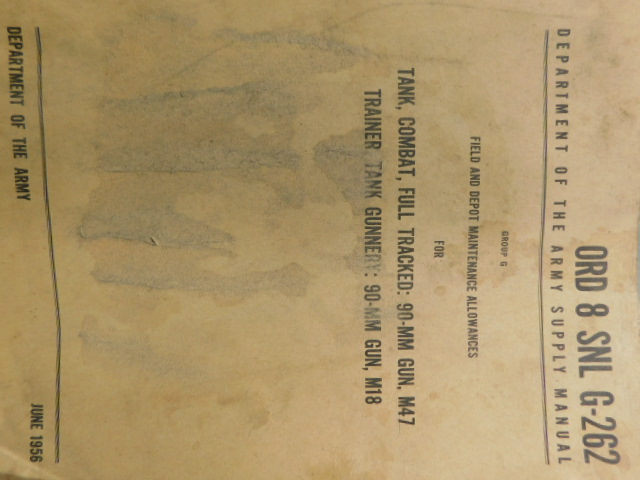 ORD 8 SNL G-262
DEPARTMENT OF THE ARMY SUPPLY MANUAL
GROUP G
FIELD AND DEPOT MAINTENANCE ALLOWANCES
FOR
TANK, COMBAT, FULL TRACKED: 90-MM GUN, M47
TRAINER TANK GUNNERY: 90-MM GUN, M18
DEPARTMENT OF THE ARMY JUNE 1956